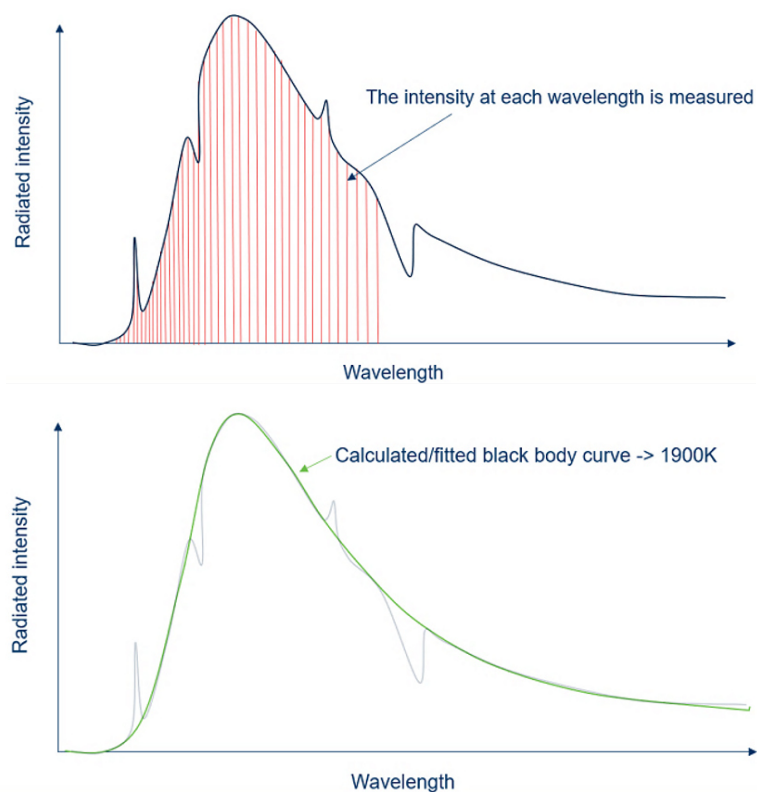 The intensity at each wavelength is measured
Radiated intensity
Wavelength
Calculated/fitted black body curve -> 1900K
Radiated intensity
Wavelength